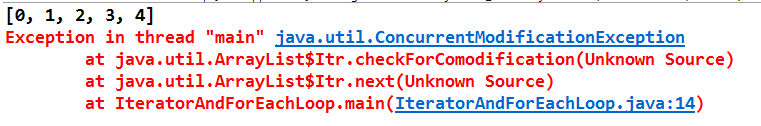 [0, 1, 2, 3, 4]
Exception in thread "main" java.util.ConcurrentModificationException
at java.util.ArrayList$Itr.checkForComodification(Unknown Source)
at java.util.ArrayList$Itr.next(Unknown Source)
at IteratorAndForEachLoop.main(IteratorAndForEachLoop.java:14)